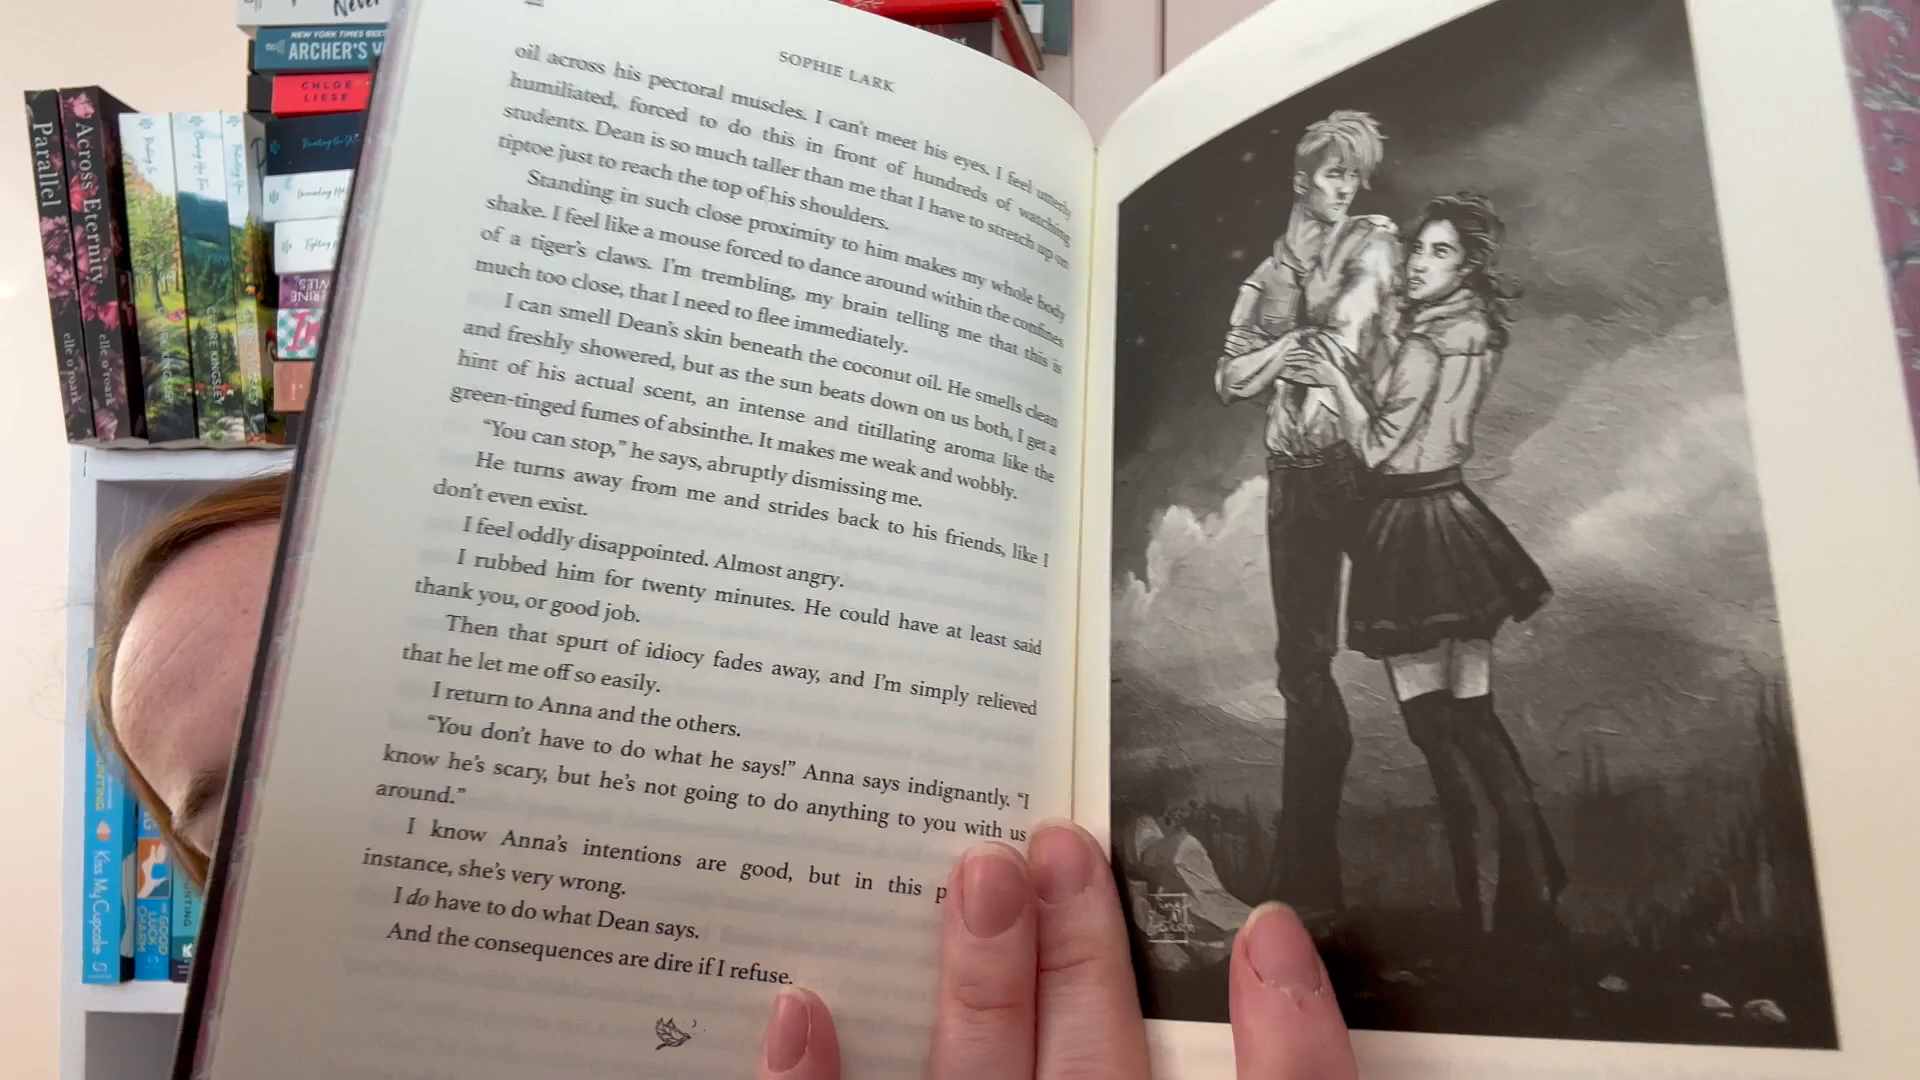 Never
NEW YORK TIMES BEST
ARCHER'S V
CHLOE
LIESE
Parallel
elle o'roark
Across Eternity
elle o'roark
SOPHIE LARK
oil across his pectoral muscles. I can't meet his eyes. I feel utterly
humiliated, forced to do this in front of hundreds of watching
students. Dean is so much taller than me that I have to stretch up on
tiptoe just to reach the top of his shoulders.
Standing in such close proximity to him makes my whole body
shake. I feel like a mouse forced to dance around within the confines
of a tiger's claws. I'm trembling, my brain telling me that this is
much too close, that I need to flee immediately.
I can smell Dean's skin beneath the coconut oil. He smells clean
and freshly showered, but as the sun beats down on us both, I get a
hint of his actual scent, an intense and titillating aroma like the
green-tinged fumes of absinthe. It makes me weak and wobbly.
“You can stop,” he says, abruptly dismissing me.
He turns away from me and strides back to his friends, like I
don't even exist.
I feel oddly disappointed. Almost angry.
I rubbed him for twenty minutes. He could have at least said
thank you, or good job.
Then that spurt of idiocy fades away, and I'm simply relieved
that he let me off so easily.
I return to Anna and the others.
“You don't have to do what he says!” Anna says indignantly. “I
know he's scary, but he's not going to do anything to you with us
around.”
I know Anna's intentions are good, but in this p
instance, she's very wrong.
I do have to do what Dean says.
And the consequences are dire if I refuse.
Kiss My Cupcake
GOOD
LUCK
CHARM